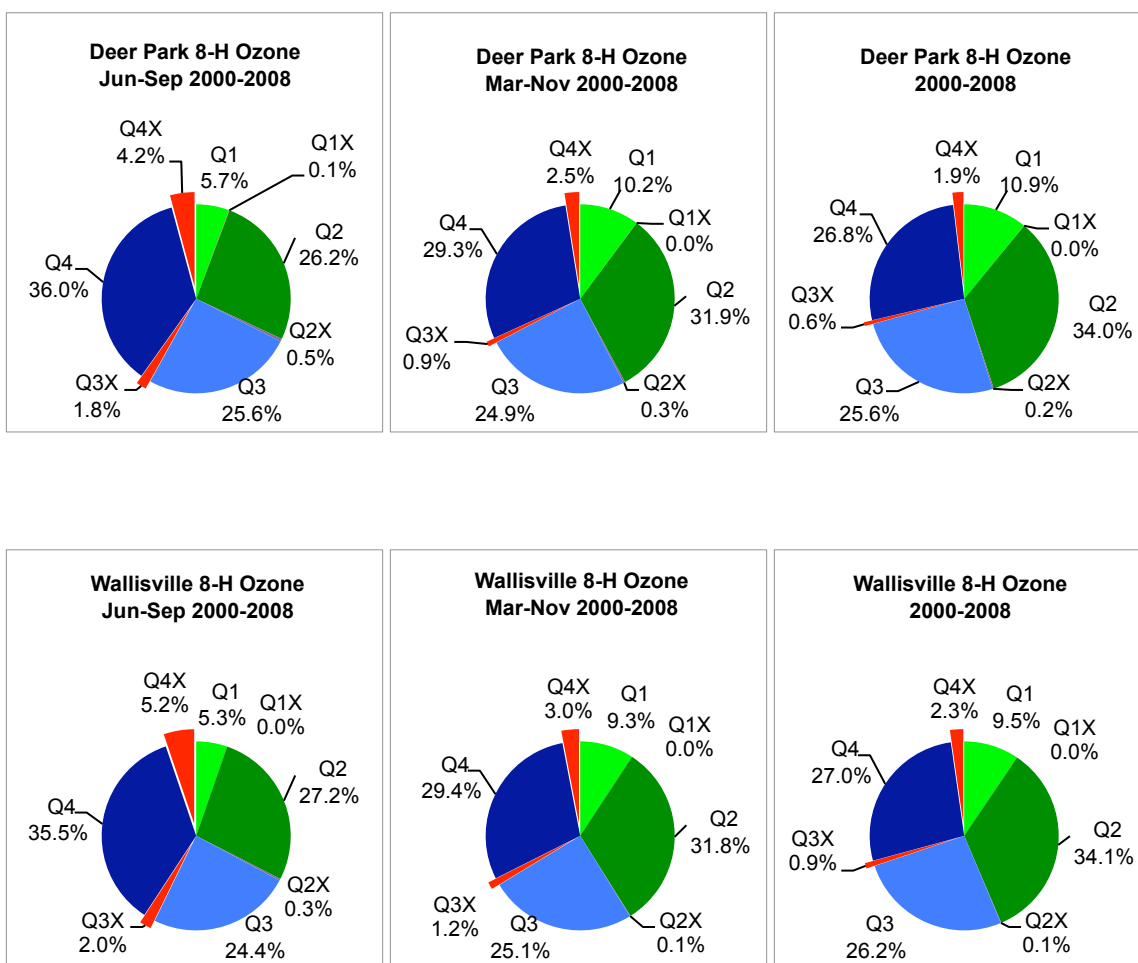 Deer Park 8-H Ozone
Jun-Sep 2000-2008
Q4X
4.2%
Q1
5.7%
Q1X
0.1%
Q2
26.2%
Q4
36.0%
Q2X
0.5%
Q3X
1.8%
Q3
25.6%
Deer Park 8-H Ozone
Mar-Nov 2000-2008
Q4X
2.5%
Q1
10.2%
Q1X
0.0%
Q4
29.3%
Q2
31.9%
Q3X
0.9%
Q3
24.9%
Q2X
0.3%
Deer Park 8-H Ozone
2000-2008
Q4X
1.9%
Q1
10.9%
Q1X
0.0%
Q4
26.8%
Q3X
0.6%
Q2
34.0%
Q3
25.6%
Q2X
0.2%
Wallisville 8-H Ozone
Jun-Sep 2000-2008
Q4X
5.2%
Q1
5.3%
Q1X
0.0%
Q2
27.2%
Q4
35.5%
Q2X
0.3%
Q3X
2.0%
Q3
24.4%
Wallisville 8-H Ozone
Mar-Nov 2000-2008
Q4X
3.0%
Q1
9.3%
Q1X
0.0%
Q4
29.4%
Q2
31.8%
Q3X
1.2%
Q3
25.1%
Q2X
0.1%
Wallisville 8-H Ozone
2000-2008
Q4X
2.3%
Q1
9.5%
Q1X
0.0%
Q4
27.0%
Q2
34.1%
Q3X
0.9%
Q3
26.2%
Q2X
0.1%